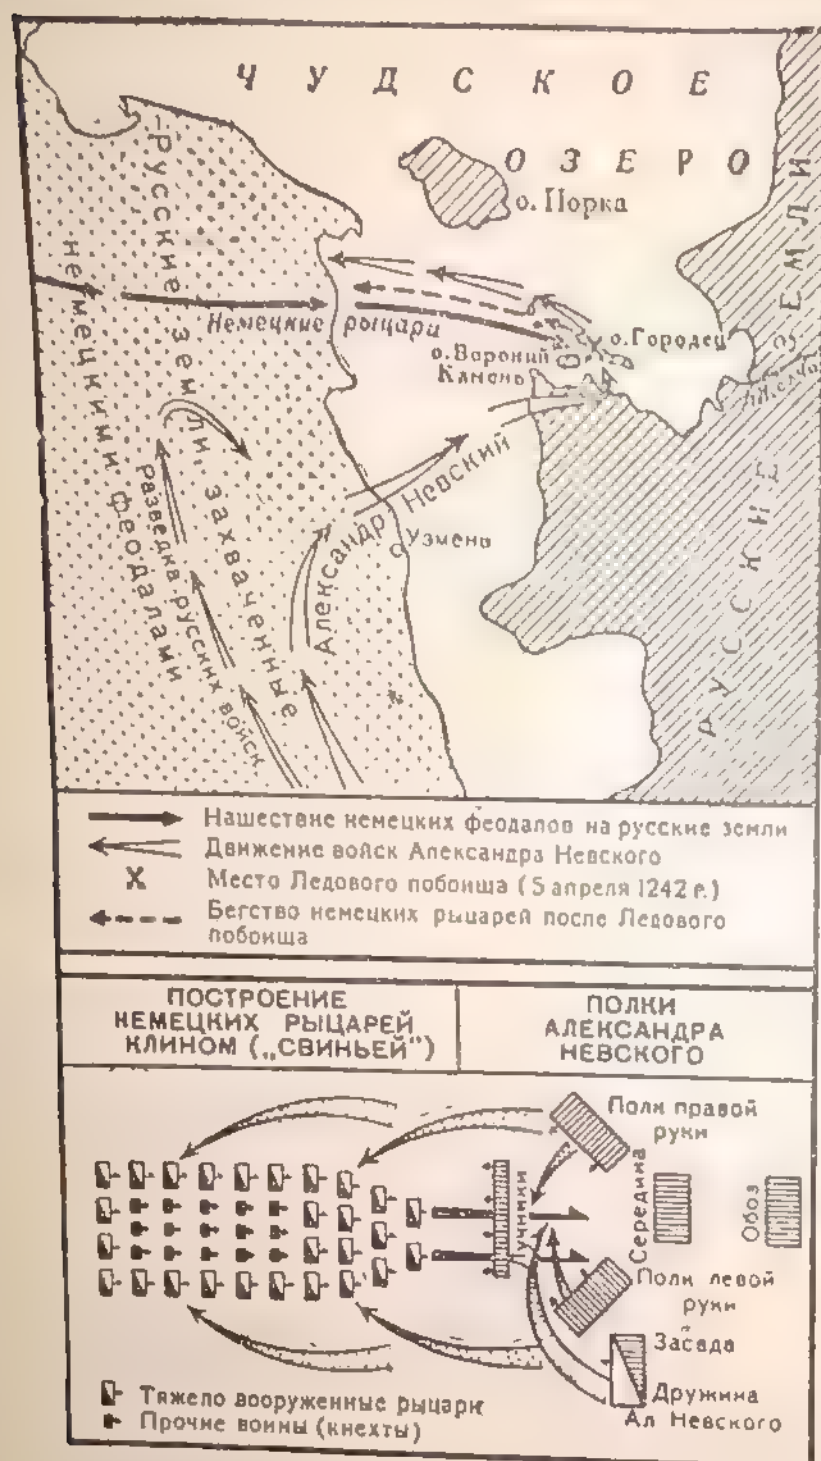 ЧУДСКОЕ
ОЗЕРО
о. Порка
Русские земли, захваченные
немецкими феодалами
Немецкие рыцари
о. Вороний
Камень
о. Городец
РУССКИЕ ЗЕМЛИ
Разведка русских войск
Александр Невский
Узмень
Нашествие немецких феодалов на русские земли
Движение войск Александра Невского
X Место Ледового побоища (5 апреля 1242 г.)
Бегство немецких рыцарей после Ледового
побоища
ПОСТРОЕНИЕ
НЕМЕЦКИХ РЫЦАРЕЙ
КЛИНОМ („СВИНЬЕЙ")
ПОЛКИ
АЛЕКСАНДРА
НЕВСКОГО
Полк правой
руки
Лучники
Середина
Обоз
Полк левой
руки
Засада
Дружина
Ал Невского
Тяжело вооруженные рыцари
Прочие воины (кнехты)